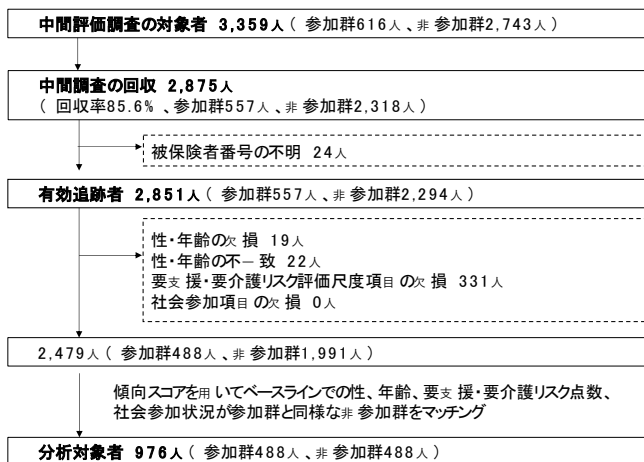 中間評価調査の対象者 3,359人( 参加群616人、非参加群2,743人)
中間調査の回収 2,875人
( 回収率85.6% 、参加群557人、非参加群2,318人)
被保険者番号の不明 24人
有効追跡者 2,851人( 参加群557人、非参加群2,294人)
性・年齢の欠損 19人
性・年齢の不一致 22人
要支援・要介護リスク評価尺度項目の欠損 331人
社会参加項目の欠損 0人
2,479人( 参加群488人、非参加群1,991人)
傾向スコアを用いてベースラインでの性、年齢、要支援・要介護リスク点数、
社会参加状況が参加群と同様な非参加群をマッチング
分析対象者 976人( 参加群488人、非参加群488人)